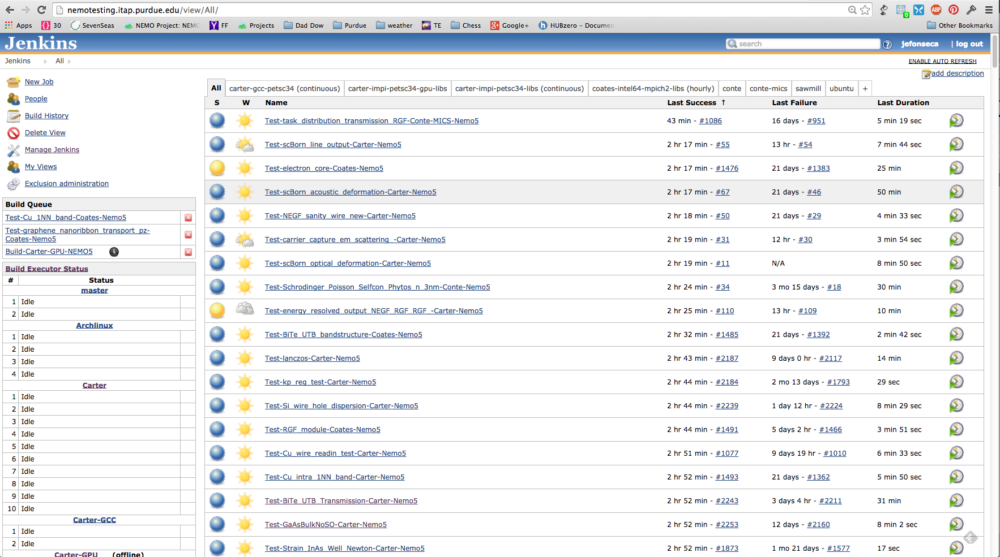 nemotesting.itap.purdue.edu/view/All/
Apps 30 SevenSeas NEMO Project: NEMO FF Projects Dad Dow Purdue weather TE Chess Google+ HUBzero - Documen Other Bookmarks
Jenkins search jefonseca | log out
Jenkins All ENABLE AUTO REFRESH
add description
New Job
People
Build History
Delete View
Manage Jenkins
My Views
Exclusion administration
Build Queue
Test-Cu_1NN_band-Coates-Nemo5
Test-graphene_nanoribbon_transport_pz-
Coates-Nemo5
Build-Carter-GPU-NEMO5
Build Executor Status
# Status
master
1 Idle
2 Idle
Archlinux
1 Idle
2 Idle
3 Idle
4 Idle
Carter
1 Idle
2 Idle
3 Idle
4 Idle
5 Idle
6 Idle
7 Idle
8 Idle
9 Idle
10 Idle
Carter-GCC
1 Idle
2 Idle
Carter-GPU (offline)
All carter-gcc-petsc34 (continuous) carter-impi-petsc34-gpu-libs carter-impi-petsc34-libs (continuous) coates-intel64-mpich2-libs (hourly) conte conte-mics sawmill ubuntu +
S W Name Last Success ↑ Last Failure Last Duration
Test-task_distribution_transmission_RGF-Conte-MICS-Nemo5 43 min - #1086 16 days - #951 5 min 19 sec
Test-scBorn_line_output-Carter-Nemo5 2 hr 17 min - #55 13 hr - #54 7 min 44 sec
Test-electron_core-Coates-Nemo5 2 hr 17 min - #1476 21 days - #1383 25 min
Test-scBorn_acoustic_deformation-Carter-Nemo5 2 hr 17 min - #67 21 days - #46 50 min
Test-NEGF_sanity_wire_new-Carter-Nemo5 2 hr 18 min - #50 21 days - #29 4 min 33 sec
Test-carrier_capture_em_scattering_-Carter-Nemo5 2 hr 19 min - #31 12 hr - #30 3 min 54 sec
Test-scBorn_optical_deformation-Carter-Nemo5 2 hr 19 min - #11 N/A 8 min 50 sec
Test-Schrodinger_Poisson_Selfcon_Phytos_n_3nm-Conte-Nemo5 2 hr 24 min - #34 3 mo 15 days - #18 30 min
Test-energy_resolved_output_NEGF_RGF_RGF_-Carter-Nemo5 2 hr 25 min - #110 13 hr - #109 10 min
Test-BiTe_UTB_bandstructure-Coates-Nemo5 2 hr 32 min - #1485 21 days - #1392 2 min 42 sec
Test-lanczos-Carter-Nemo5 2 hr 43 min - #2187 9 days 0 hr - #2117 14 min
Test-kp_reg_test-Carter-Nemo5 2 hr 44 min - #2184 2 mo 13 days - #1793 29 sec
Test-Si_wire_hole_dispersion-Carter-Nemo5 2 hr 44 min - #2239 1 day 12 hr - #2224 8 min 29 sec
Test-RGF_module-Coates-Nemo5 2 hr 44 min - #1491 5 days 2 hr - #1466 3 min 51 sec
Test-Cu_wire_readin_test-Carter-Nemo5 2 hr 51 min - #1077 9 days 19 hr - #1010 6 min 33 sec
Test-Cu_intra_1NN_band-Carter-Nemo5 2 hr 52 min - #1493 21 days - #1362 5 min 50 sec
Test-BiTe_UTB_Transmission-Carter-Nemo5 2 hr 52 min - #2243 3 days 4 hr - #2211 31 min
Test-GaAsBulkNoSO-Carter-Nemo5 2 hr 52 min - #2253 12 days - #2160 8 min 2 sec
Test-Strain_InAs_Well_Newton-Carter-Nemo5 2 hr 52 min - #1873 1 mo 21 days - #1577 17 sec